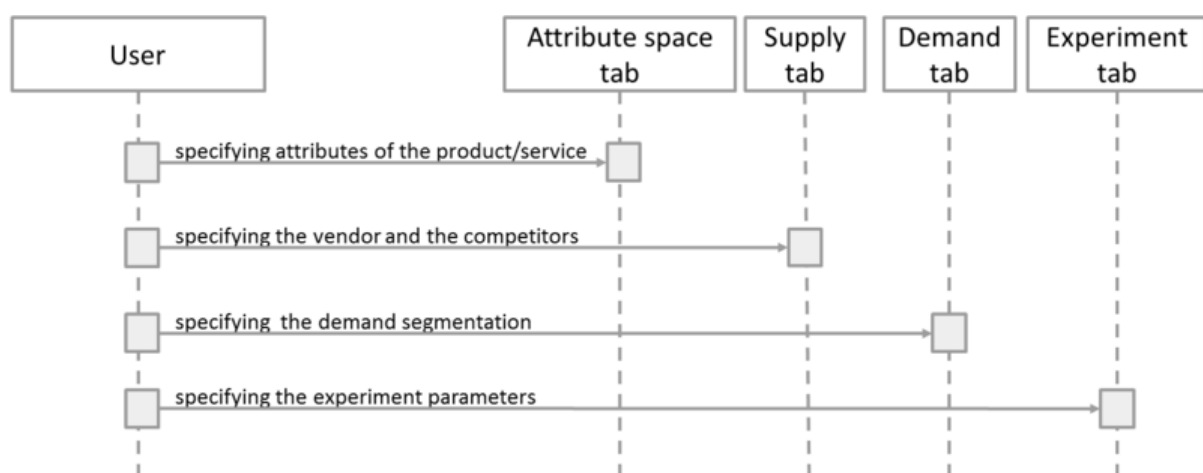 User
Attribute space
tab
Supply
tab
Demand
tab
Experiment
tab
specifying attributes of the product/service
specifying the vendor and the competitors
specifying  the demand segmentation
specifying the experiment parameters